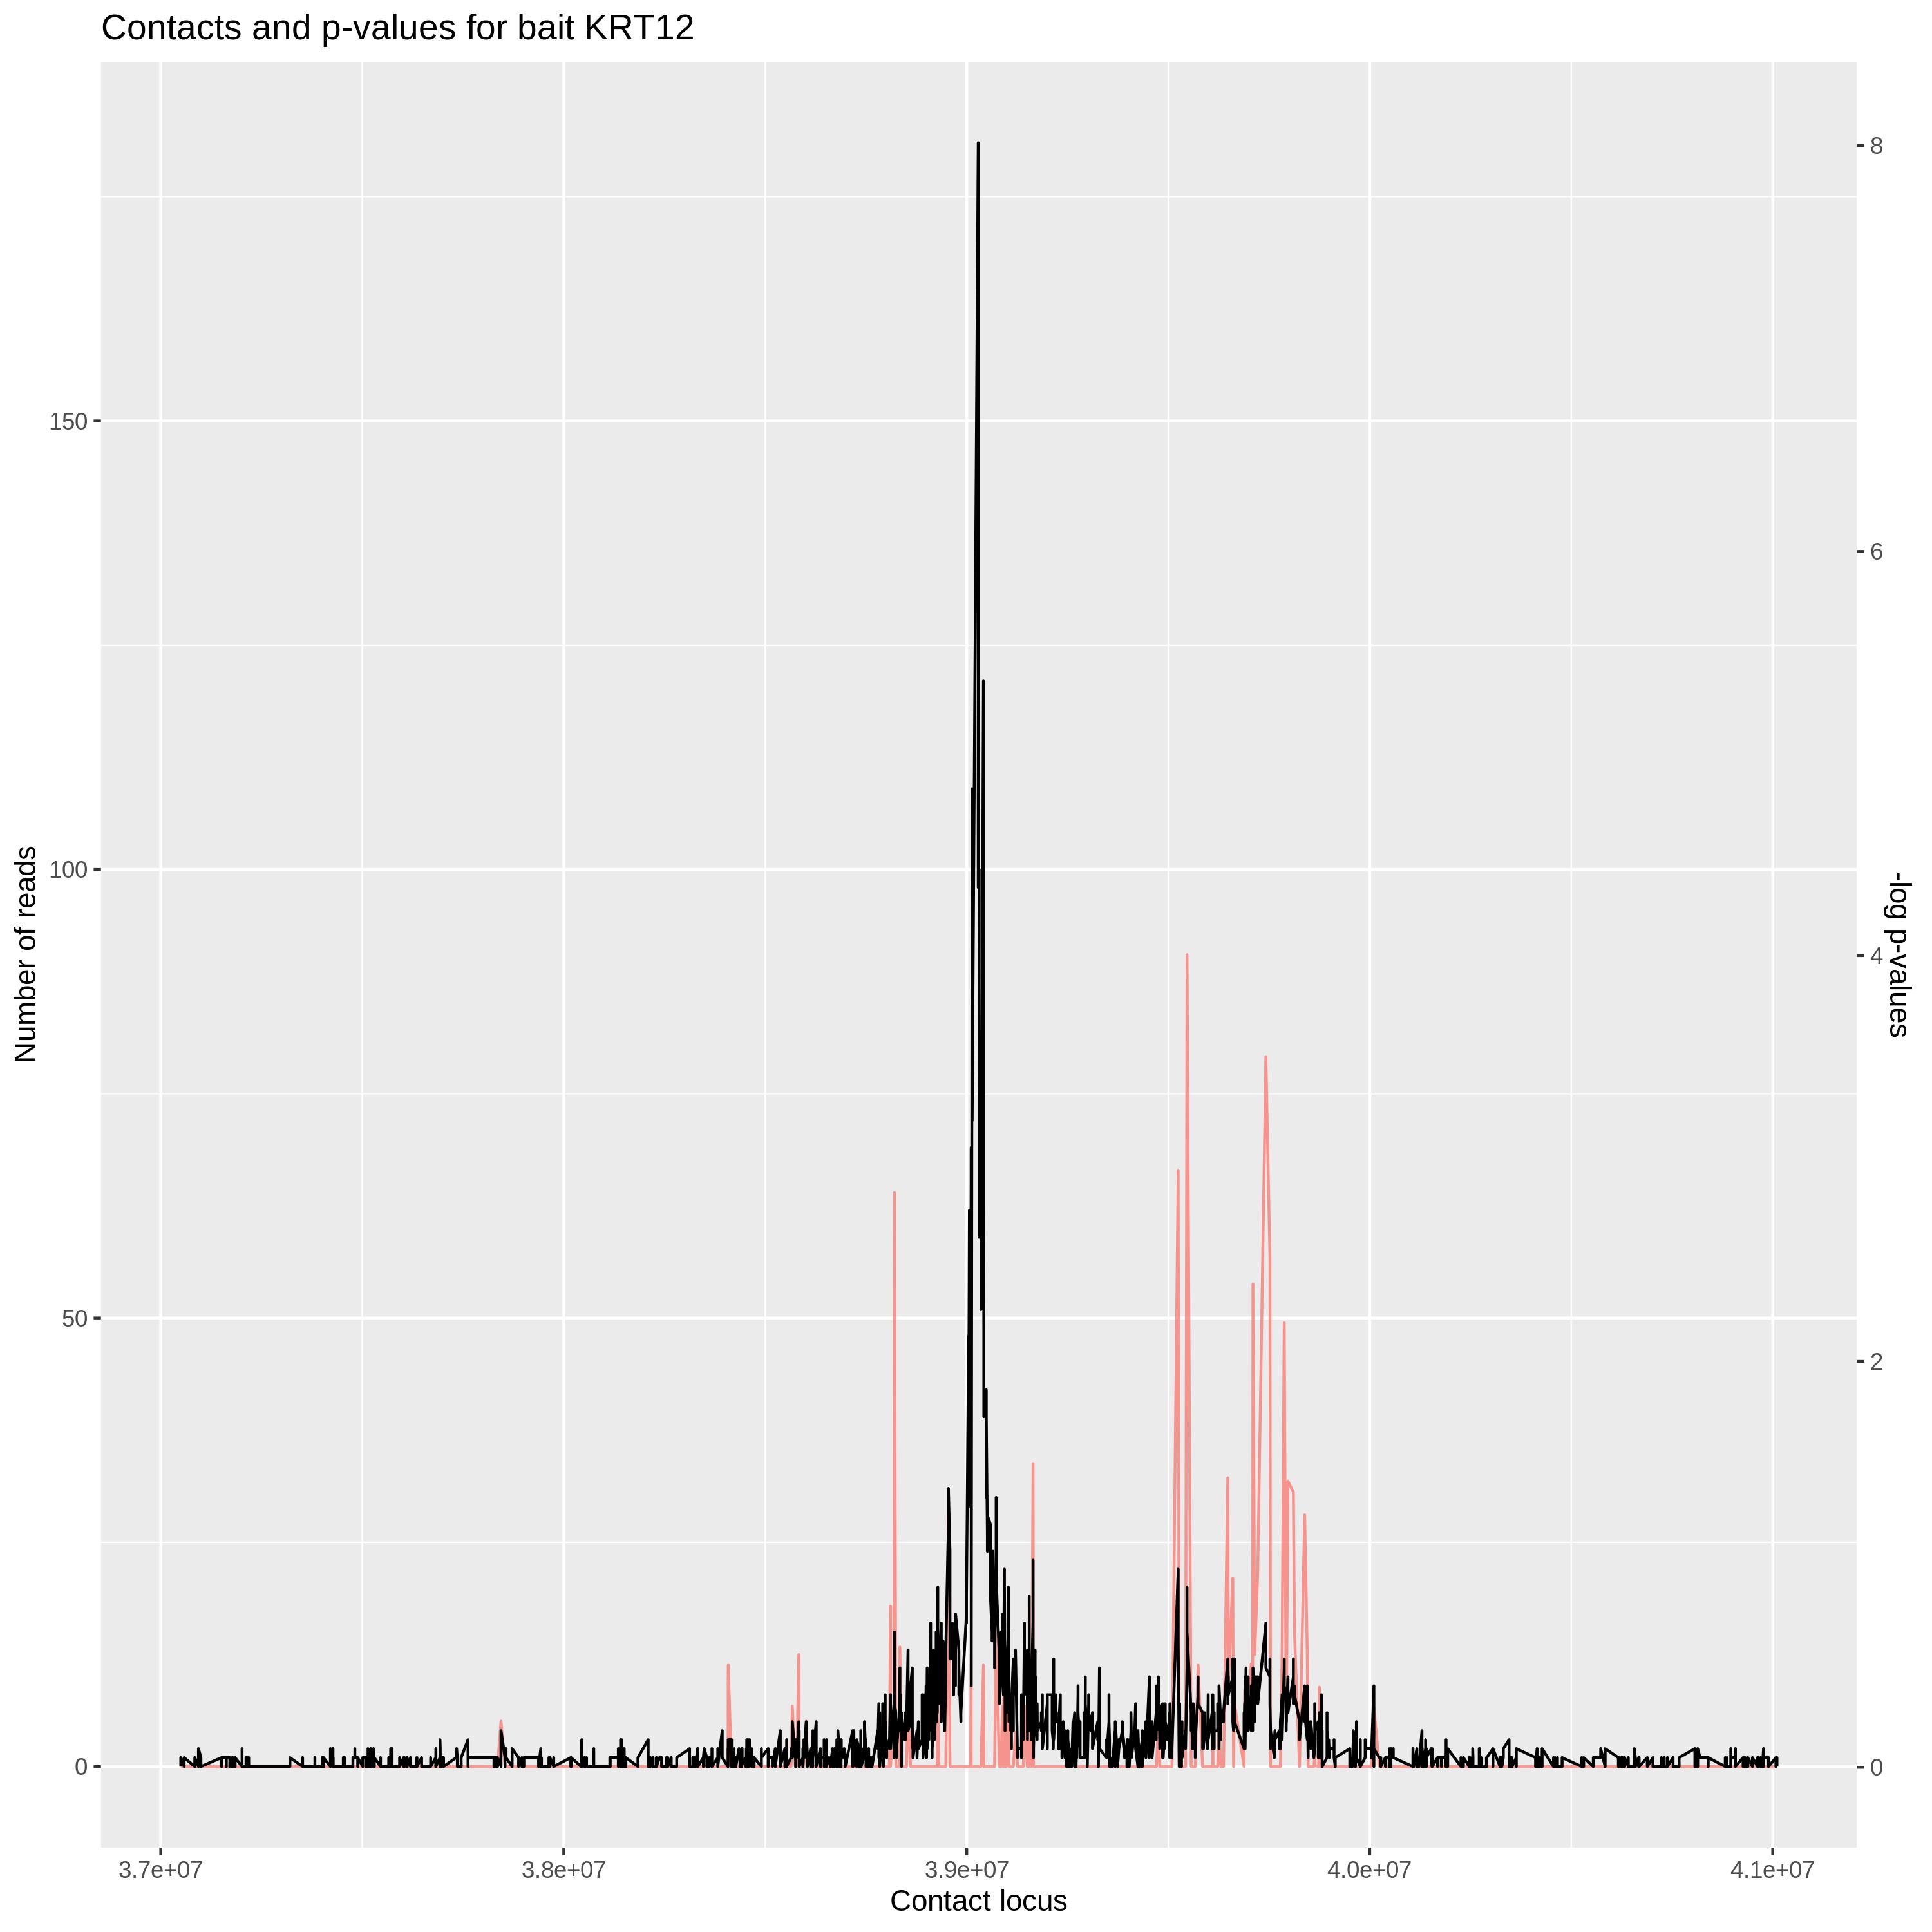 Contacts and p-values for bait KRT12
8
150
6
100
4
50
2
0
0
Number of reads
-log p-values
3.7e+07
3.8e+07
3.9e+07
4.0e+07
4.1e+07
Contact locus